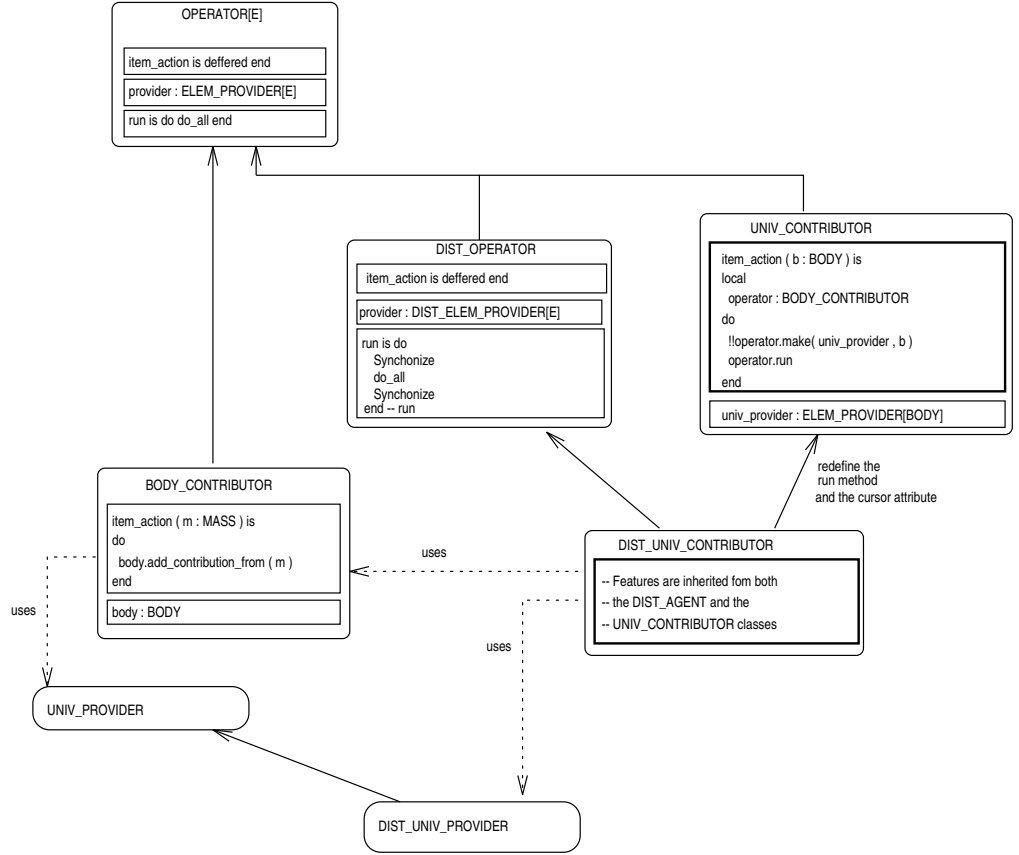 OPERATOR[E]
item_action is deffered end
provider : ELEM_PROVIDER[E]
run is do do_all end
DIST_OPERATOR
item_action is deffered end
provider : DIST_ELEM_PROVIDER[E]
run is do
Synchonize
do_all
Synchonize
end -- run
UNIV_CONTRIBUTOR
item_action ( b : BODY ) is
local
operator : BODY_CONTRIBUTOR
do
!!operator.make( univ_provider , b )
operator.run
end
univ_provider : ELEM_PROVIDER[BODY]
redefine the
run method
and the cursor attribute
BODY_CONTRIBUTOR
item_action ( m : MASS ) is
do
body.add_contribution_from ( m )
end
body : BODY
uses
DIST_UNIV_CONTRIBUTOR
-- Features are inherited fom both
-- the DIST_AGENT and the
-- UNIV_CONTRIBUTOR classes
uses
uses
UNIV_PROVIDER
DIST_UNIV_PROVIDER